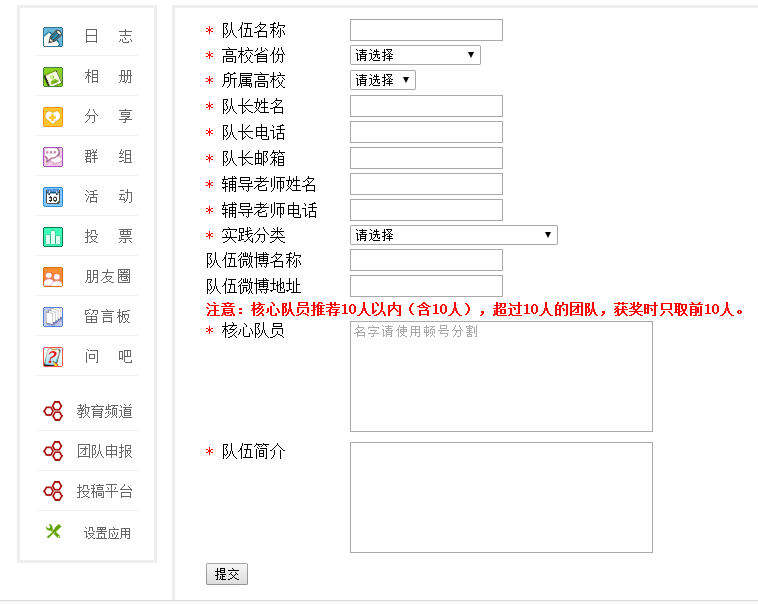 日 志
相 册
分 享
群 组
30
活 动
投 票
朋友圈
留言板
问 吧
教育频道
团队申报
投稿平台
设置应用
* 队伍名称
* 高校省份 请选择
* 所属高校 请选择
* 队长姓名
* 队长电话
* 队长邮箱
* 辅导老师姓名
* 辅导老师电话
* 实践分类 请选择
队伍微博名称
队伍微博地址
注意：核心队员推荐10人以内（含10人），超过10人的团队，获奖时只取前10人。
* 核心队员 名字请使用顿号分割
* 队伍简介
提交